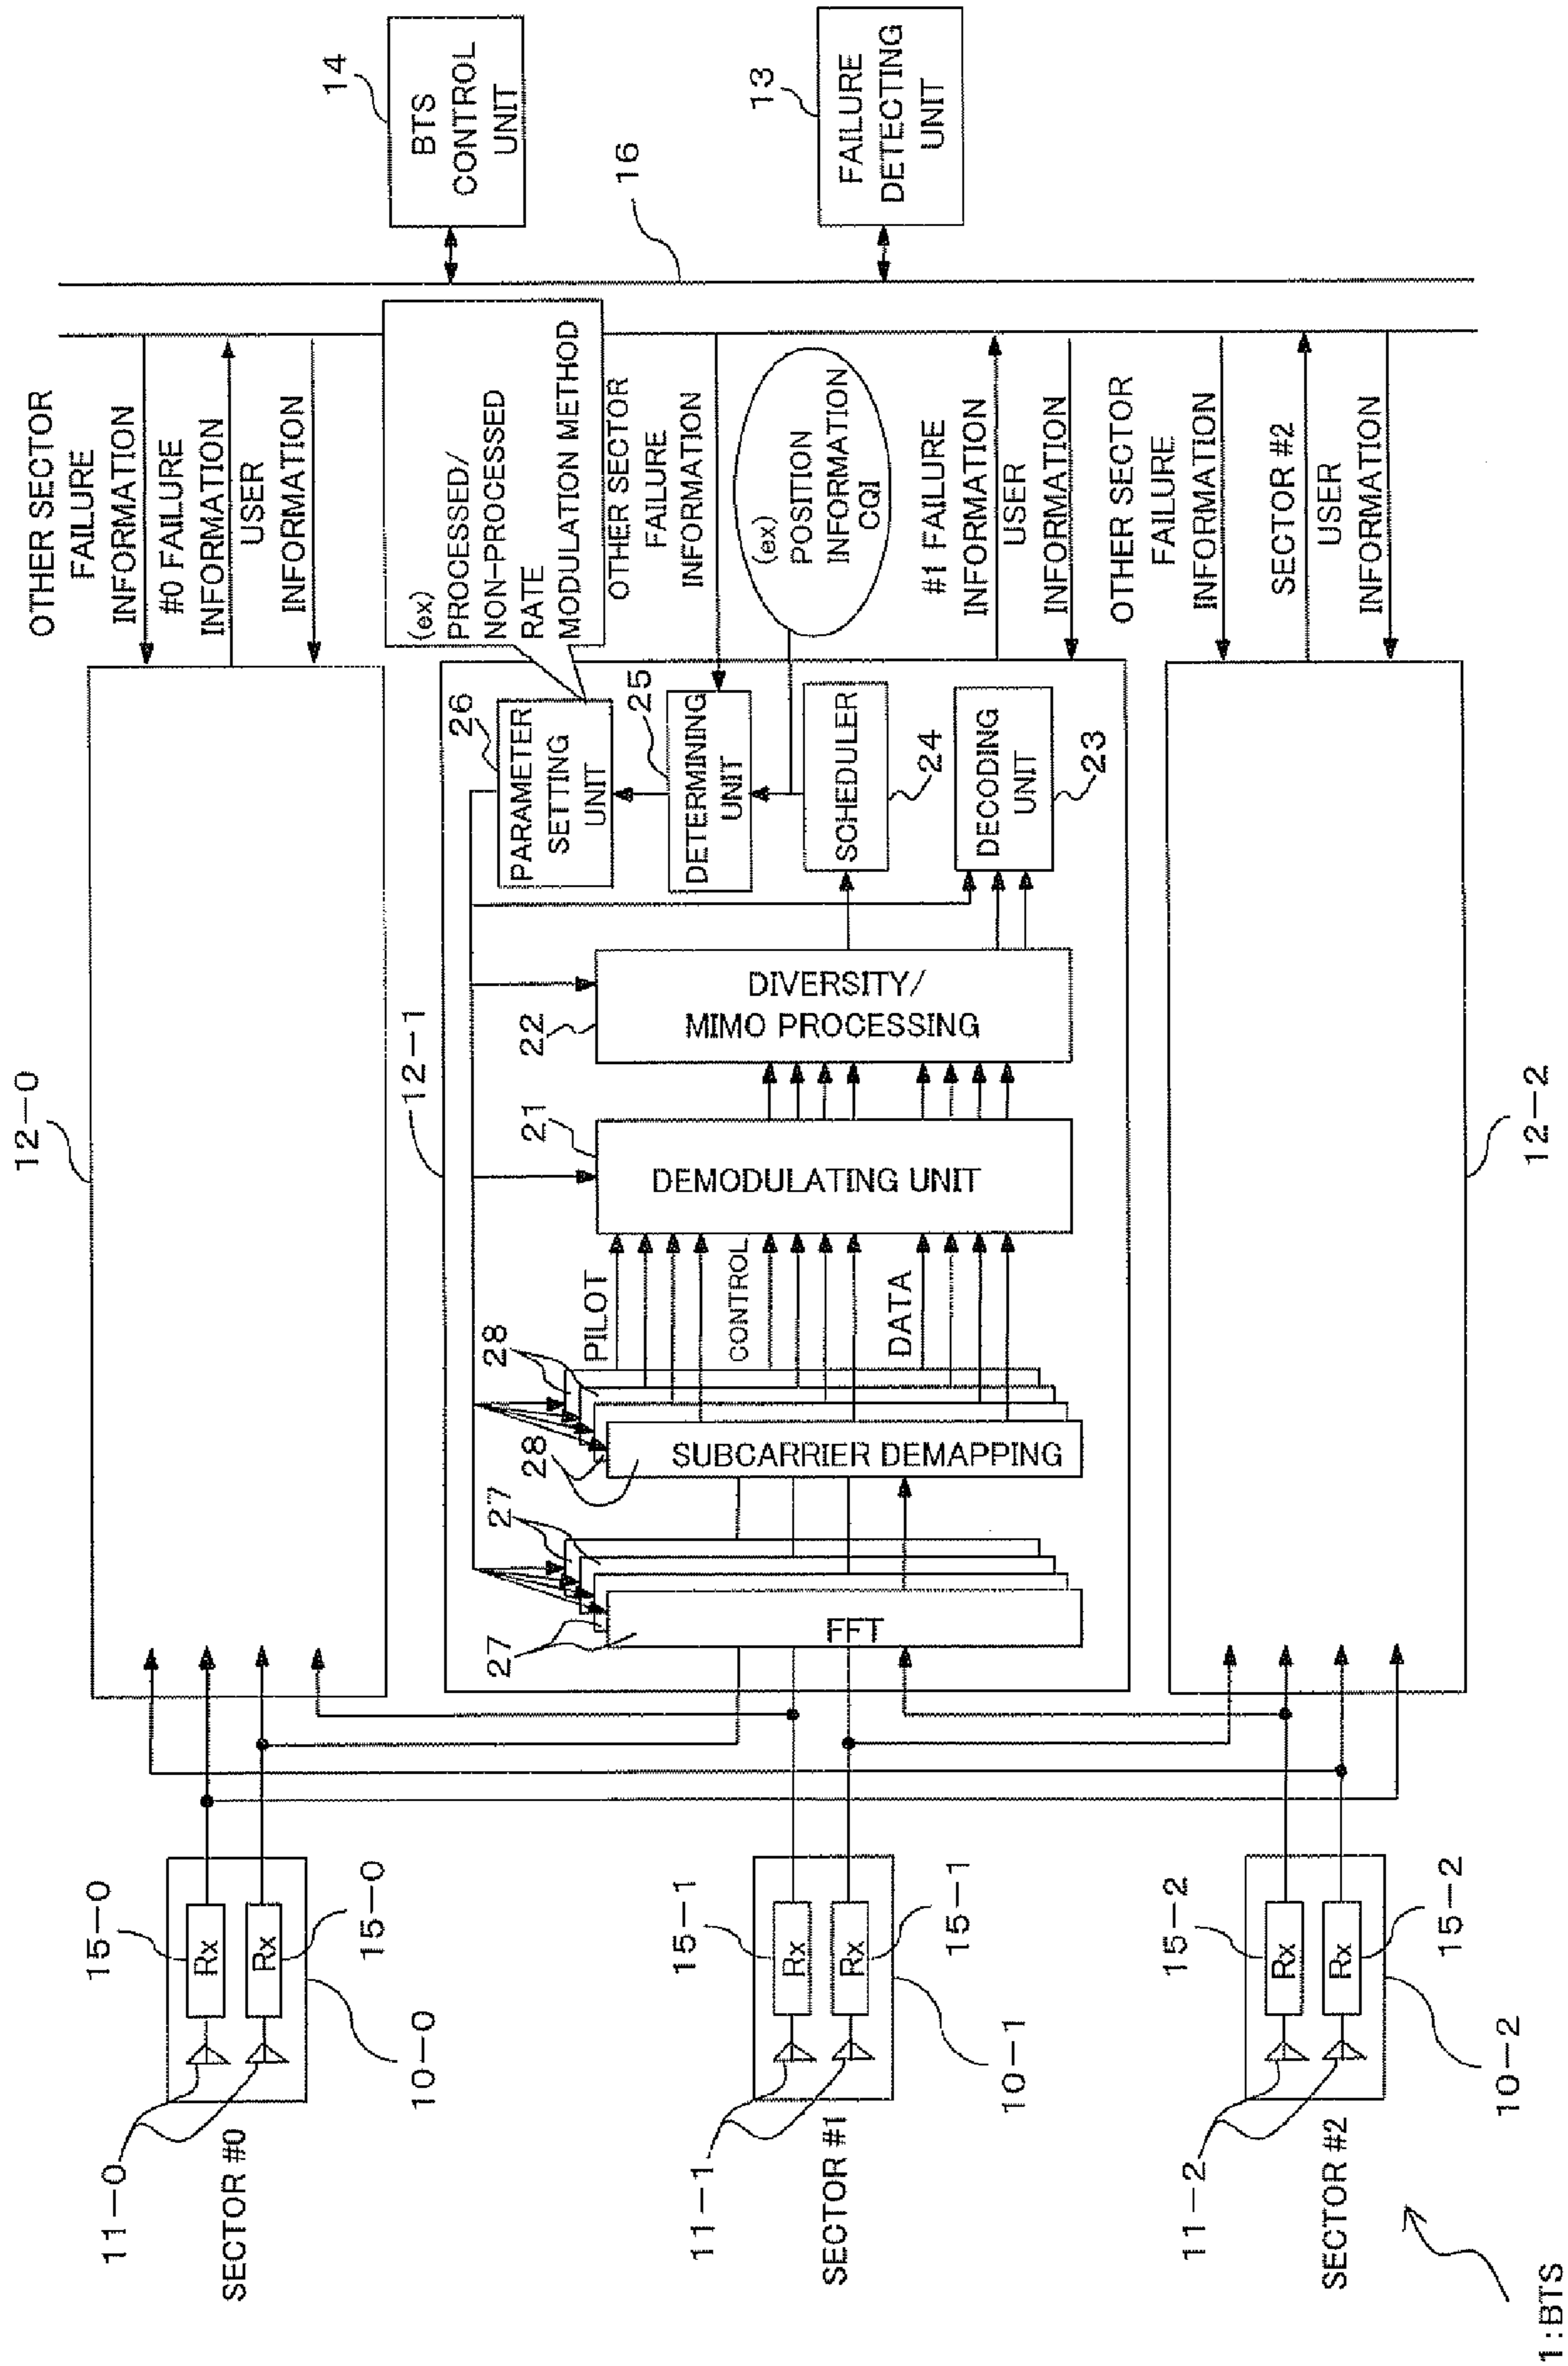 12-0
12-1
12-2
OTHER SECTOR
FAILURE
INFORMATION
#0 FAILURE
INFORMATION
USER
INFORMATION
14
BTS
CONTROL
UNIT
13
FAILURE
DETECTING
UNIT
16
(ex)
PROCESSED/
NON-PROCESSED
RATE
MODULATION METHOD
OTHER SECTOR
FAILURE
INFORMATION
(ex)
POSITION
INFORMATION
CQI
#1 FAILURE
INFORMATION
USER
INFORMATION
OTHER SECTOR
FAILURE
INFORMATION
SECTOR #2
USER
INFORMATION
26
PARAMETER
SETTING
UNIT
25
DETERMINING
UNIT
SCHEDULER
24
DECODING
UNIT
23
22
DIVERSITY/
MIMO PROCESSING
21
DEMODULATING UNIT
PILOT
CONTROL
DATA
28
28
SUBCARRIER DEMAPPING
27
27
FFT
15-0
Rx
Rx
15-0
11-0
10-0
SECTOR #0
15-1
Rx
Rx
15-1
11-1
10-1
SECTOR #1
15-2
Rx
Rx
15-2
11-2
10-2
SECTOR #2
1:BTS